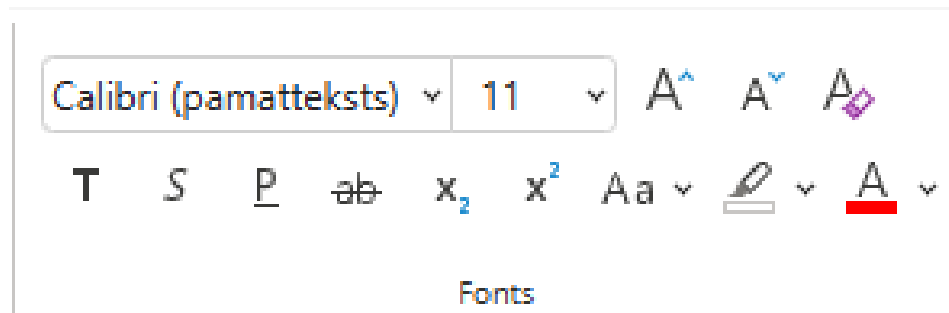 Calibri (pamatteksts) 11 A A A
T S P ab x₂ x² Aa A
Fonts